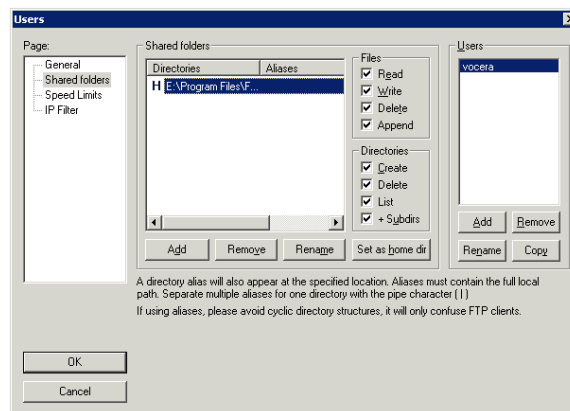 Users
Page:
General
Shared folders
Speed Limits
IP Filter
OK
Cancel
Shared folders
Directories Aliases
H E:\Program Files\F...
Add Remove Rename Set as home dir
Files
Read
Write
Delete
Append
Directories
Create
Delete
List
+ Subdirs
Users
vocera
Add Remove
Rename Copy
A directory alias will also appear at the specified location. Aliases must contain the full local
path. Separate multiple aliases for one directory with the pipe character ( | )
If using aliases, please avoid cyclic directory structures, it will only confuse FTP clients.